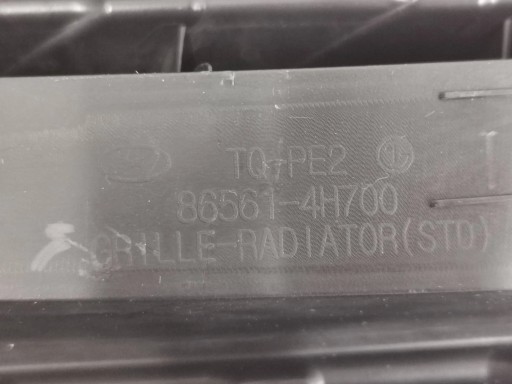 TQ-PE2
86561-4H700
GRILLE-RADIATOR(STD)